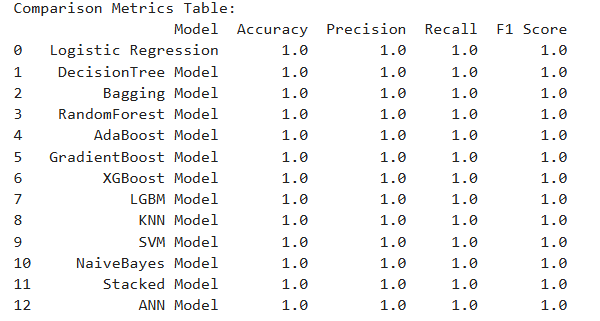 Comparison Metrics Table:
Model Accuracy Precision Recall F1 Score
0 Logistic Regression 1.0 1.0 1.0 1.0
1 DecisionTree Model 1.0 1.0 1.0 1.0
2 Bagging Model 1.0 1.0 1.0 1.0
3 RandomForest Model 1.0 1.0 1.0 1.0
4 AdaBoost Model 1.0 1.0 1.0 1.0
5 GradientBoost Model 1.0 1.0 1.0 1.0
6 XGBoost Model 1.0 1.0 1.0 1.0
7 LGBM Model 1.0 1.0 1.0 1.0
8 KNN Model 1.0 1.0 1.0 1.0
9 SVM Model 1.0 1.0 1.0 1.0
10 NaiveBayes Model 1.0 1.0 1.0 1.0
11 Stacked Model 1.0 1.0 1.0 1.0
12 ANN Model 1.0 1.0 1.0 1.0